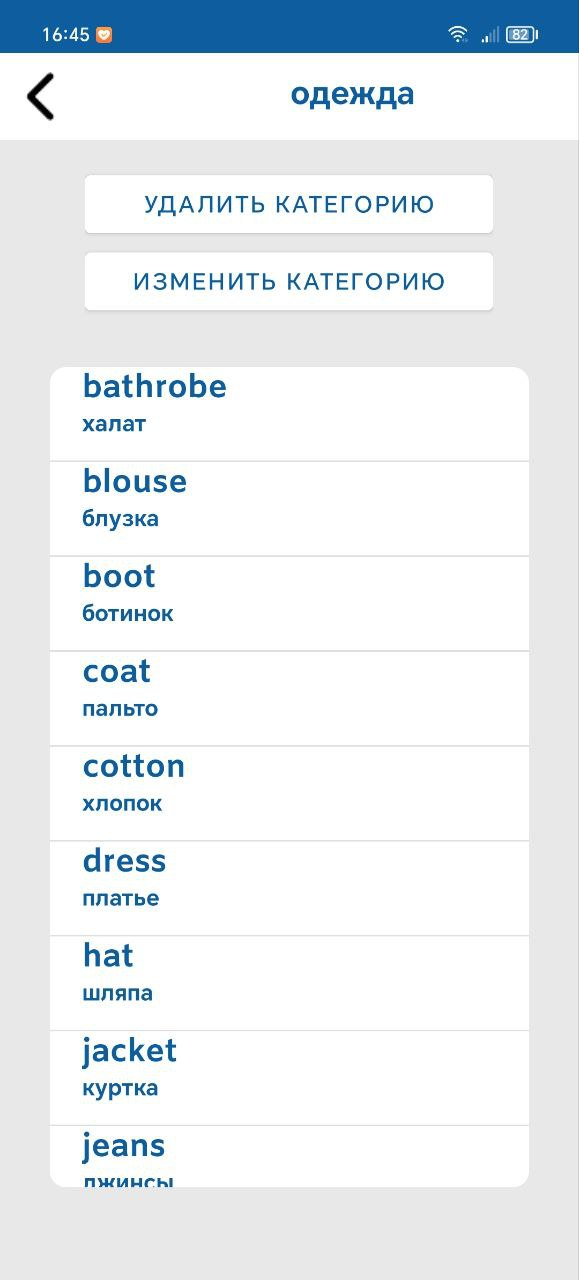 16:45
82
одежда
УДАЛИТЬ КАТЕГОРИЮ
ИЗМЕНИТЬ КАТЕГОРИЮ
bathrobe
халат
blouse
блузка
boot
ботинок
coat
пальто
cotton
хлопок
dress
платье
hat
шляпа
jacket
куртка
jeans
джинсы